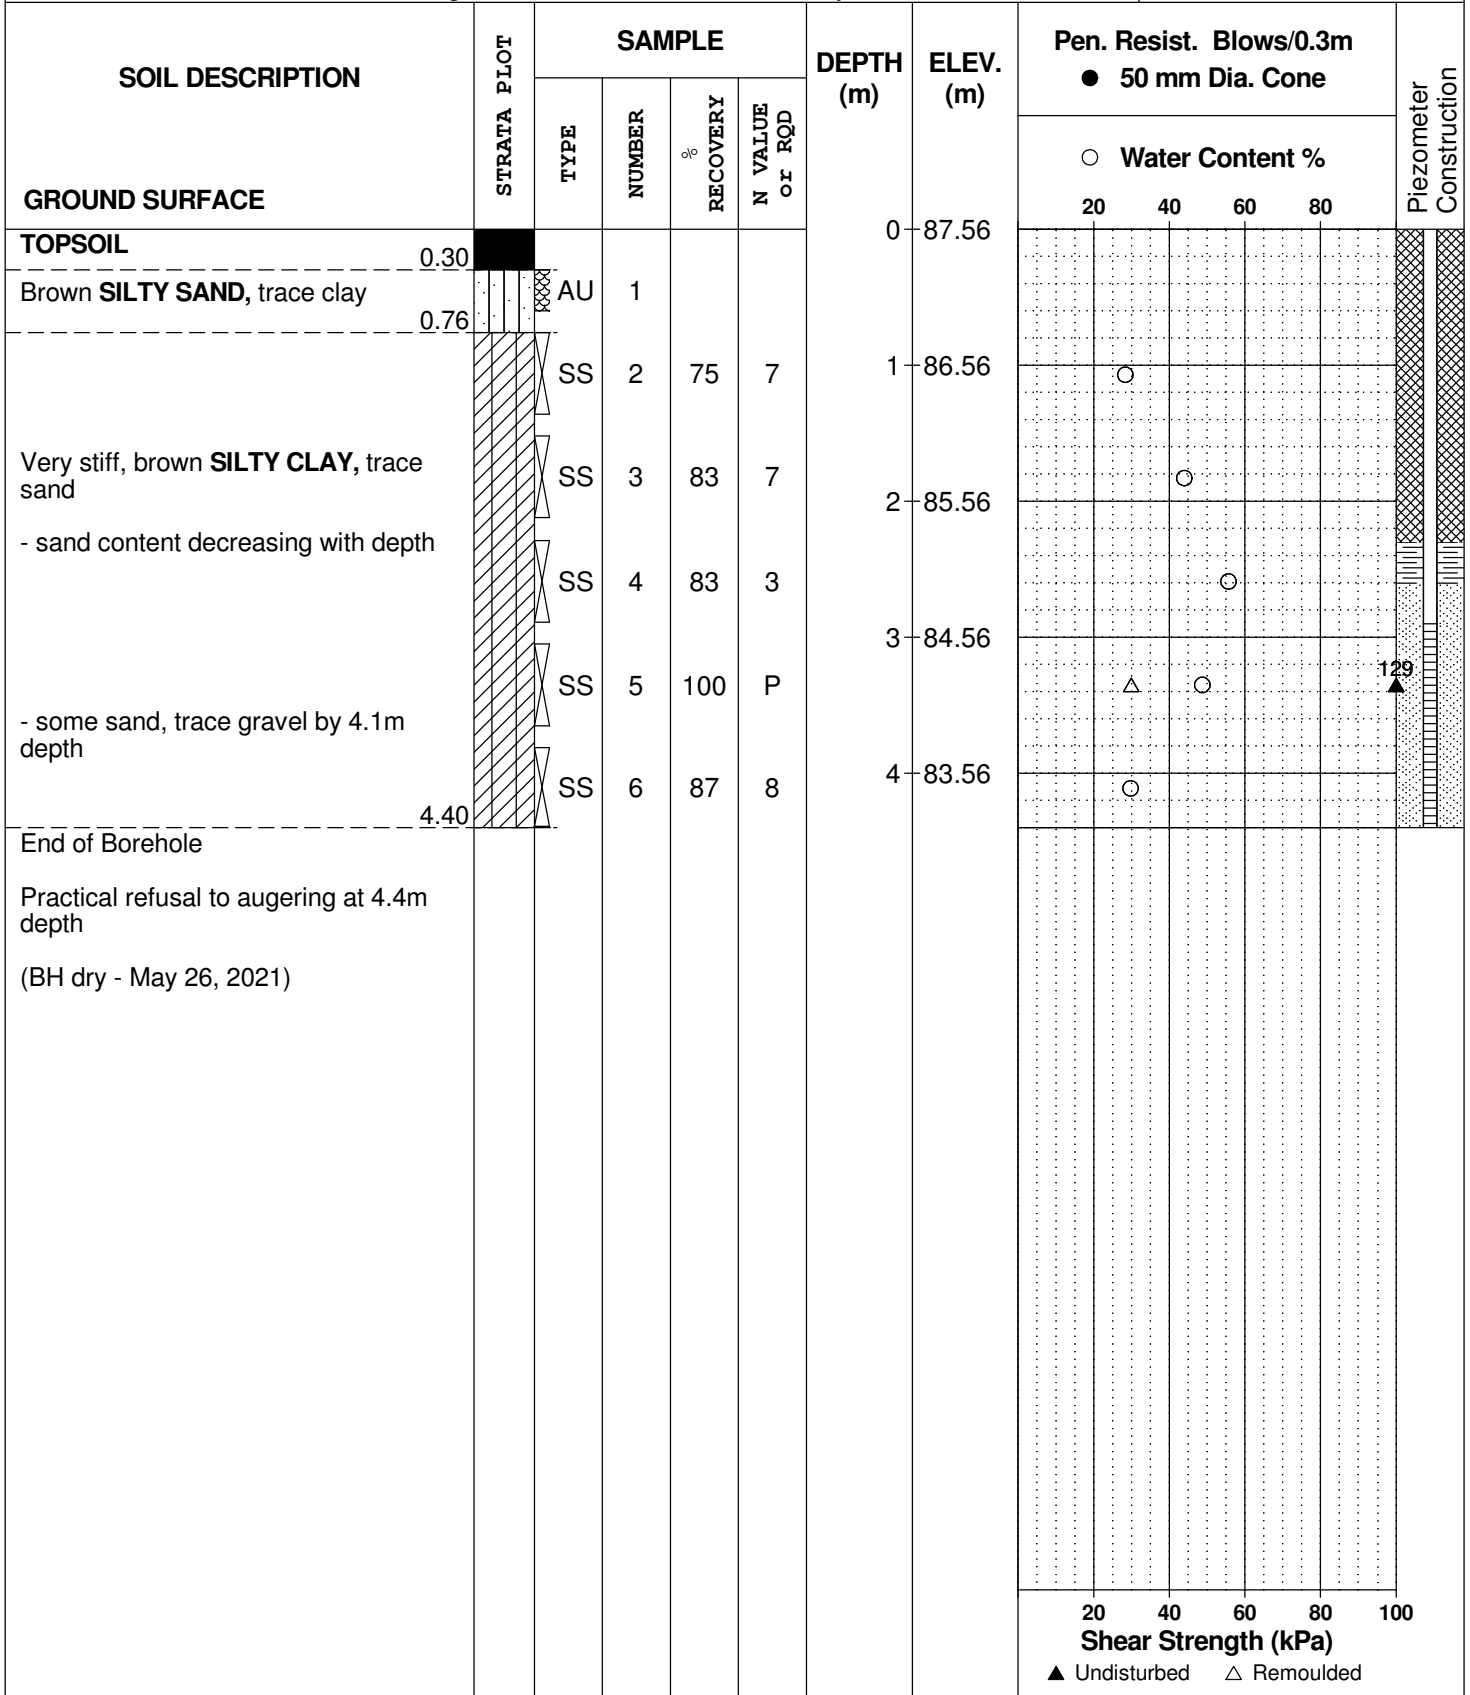 SOIL DESCRIPTION
GROUND SURFACE
STRATA PLOT
SAMPLE
TYPE
NUMBER
% RECOVERY
N VALUE or RQD
DEPTH (m)
ELEV. (m)
Pen. Resist. Blows/0.3m
● 50 mm Dia. Cone
○ Water Content %
20 40 60 80
Piezometer Construction
0 87.56
TOPSOIL
0.30
Brown SILTY SAND, trace clay
0.76
AU 1
SS 2 75 7
1 86.56
Very stiff, brown SILTY CLAY, trace
sand
SS 3 83 7
2 85.56
- sand content decreasing with depth
SS 4 83 3
3 84.56
129
SS 5 100 P
- some sand, trace gravel by 4.1m
depth
4 83.56
SS 6 87 8
4.40
End of Borehole
Practical refusal to augering at 4.4m
depth
(BH dry - May 26, 2021)
20 40 60 80 100
Shear Strength (kPa)
▲ Undisturbed △ Remoulded